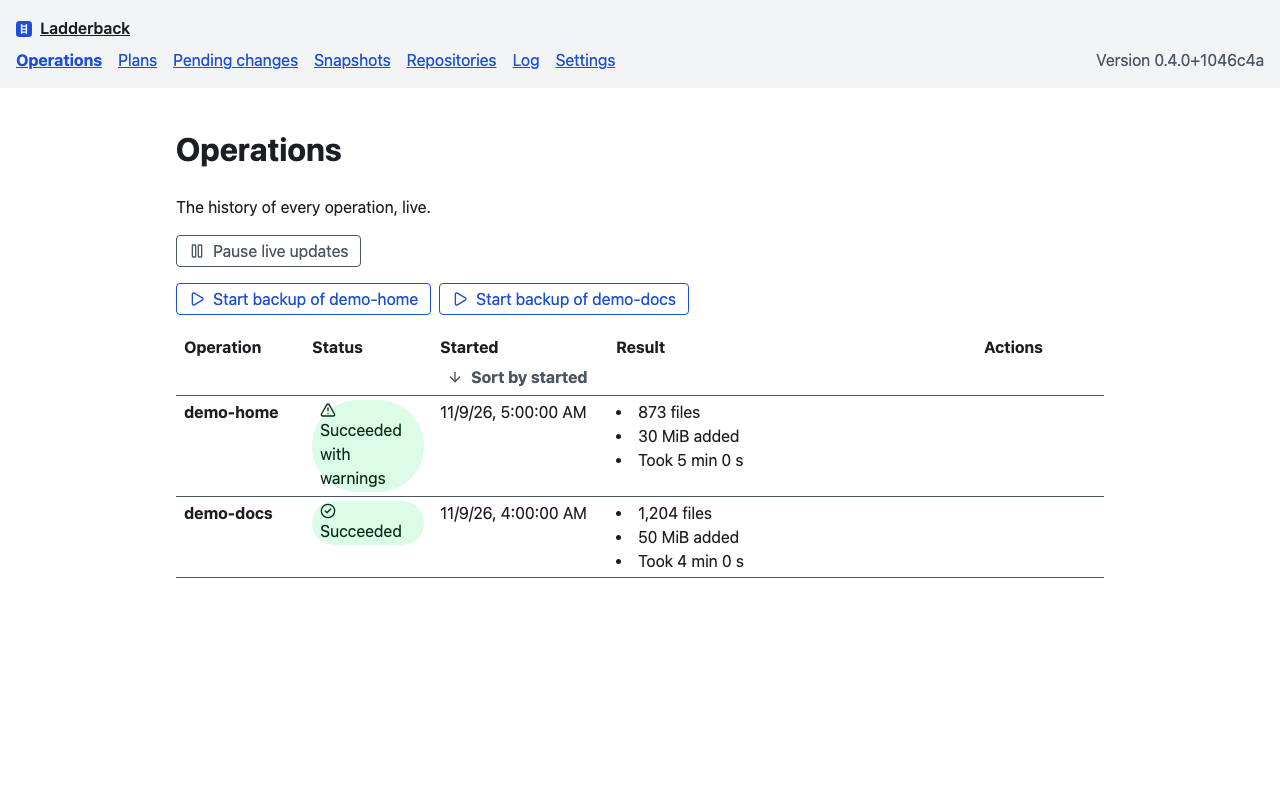 Ladderback
Operations Plans Pending changes Snapshots Repositories Log Settings Version 0.4.0+1046c4a
Operations
The history of every operation, live.
Pause live updates
Start backup of demo-home Start backup of demo-docs
Operation Status Started Result Actions
Sort by started
demo-home Succeeded with warnings 11/9/26, 5:00:00 AM
873 files
30 MiB added
Took 5 min 0 s
demo-docs Succeeded 11/9/26, 4:00:00 AM
1,204 files
50 MiB added
Took 4 min 0 s